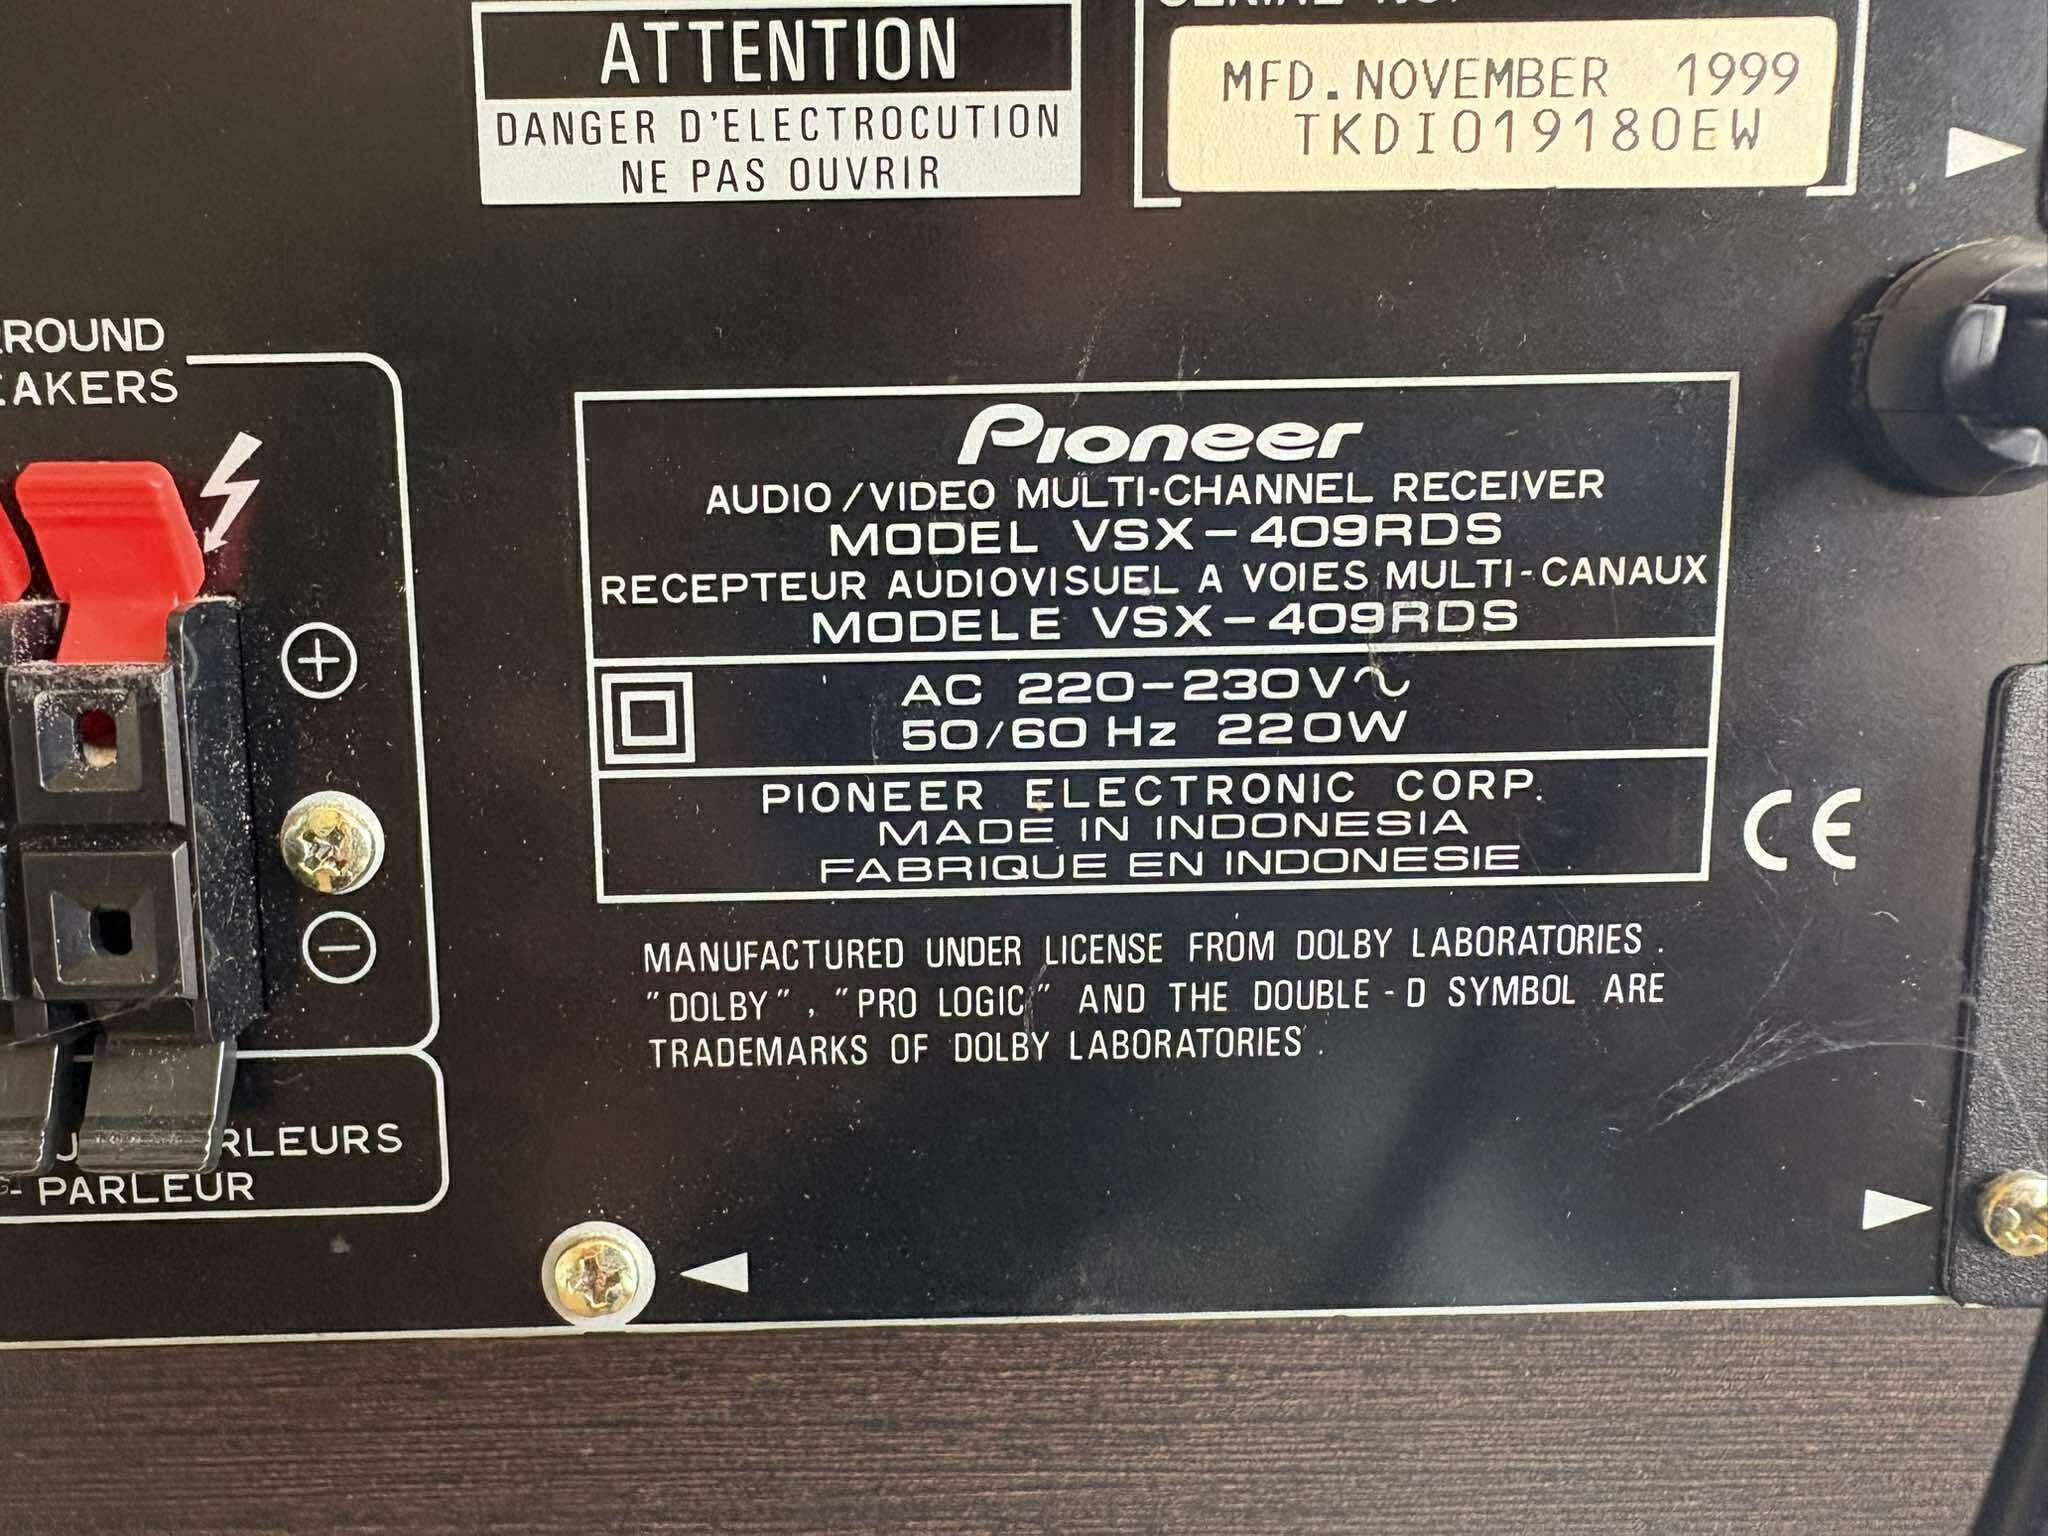 ATTENTION
DANGER D'ELECTROCUTION
NE PAS OUVRIR
MFD.NOVEMBER 1999
TKDI019180EW
Pioneer
AUDIO/VIDEO MULTI-CHANNEL RECEIVER
MODEL VSX-409RDS
RECEPTEUR AUDIOVISUEL A VOIES MULTI-CANAUX
MODELE VSX-409RDS
AC 220-230V~
50/60 Hz 220W
PIONEER ELECTRONIC CORP.
MADE IN INDONESIA
FABRIQUE EN INDONESIE
CE
MANUFACTURED UNDER LICENSE FROM DOLBY LABORATORIES.
"DOLBY", "PRO LOGIC" AND THE DOUBLE-D SYMBOL ARE
TRADEMARKS OF DOLBY LABORATORIES.
+
−
-PARLEUR